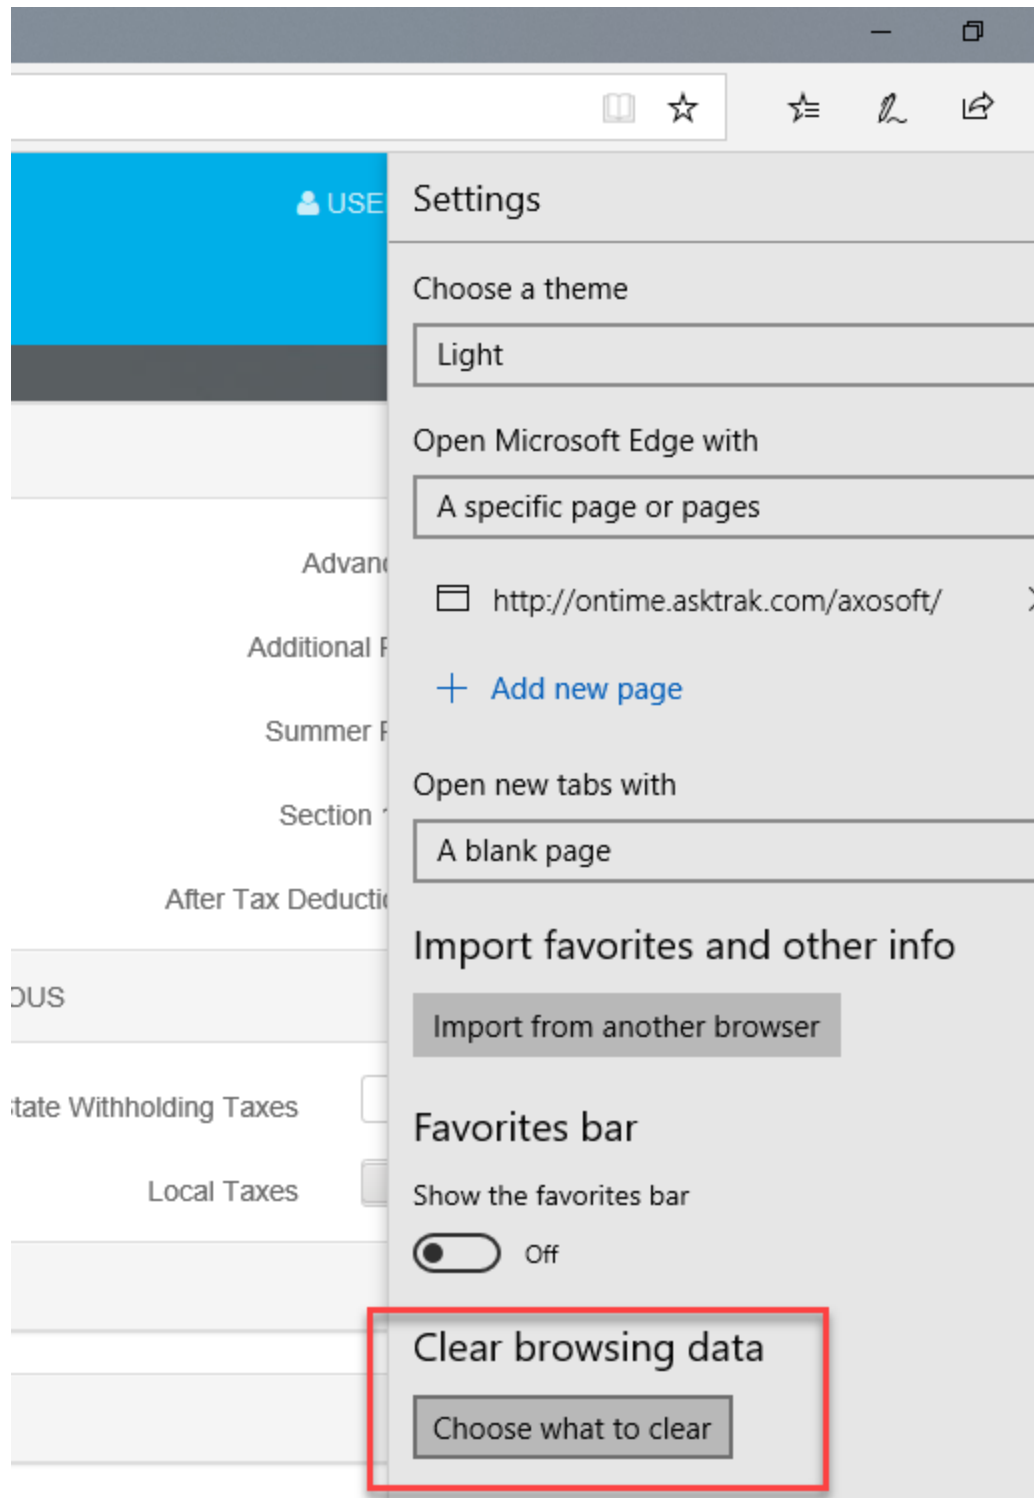 USE
Settings
Choose a theme
Light
Open Microsoft Edge with
A specific page or pages
http://ontime.asktrak.com/axosoft/
Add new page
Open new tabs with
A blank page
Import favorites and other info
Import from another browser
Favorites bar
Show the favorites bar
Off
Clear browsing data
Choose what to clear
Advanc
Additional
Summer
Section
After Tax Deductio
OUS
State Withholding Taxes
Local Taxes